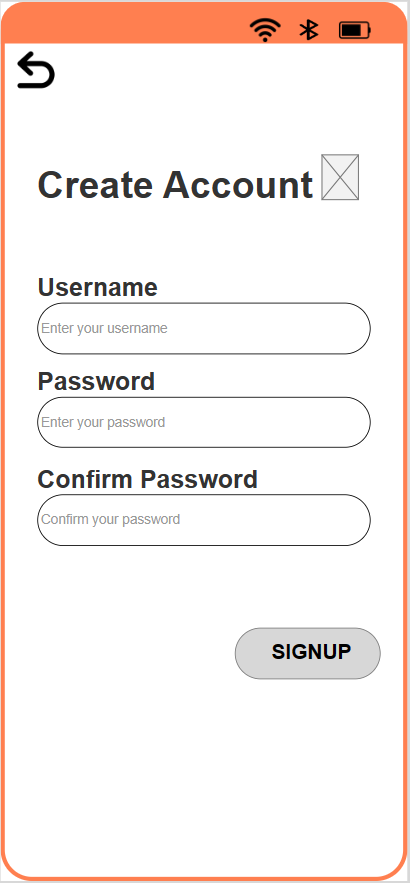 Create Account
Username
Enter your username
Password
Enter your password
Confirm Password
Confirm your password
SIGNUP